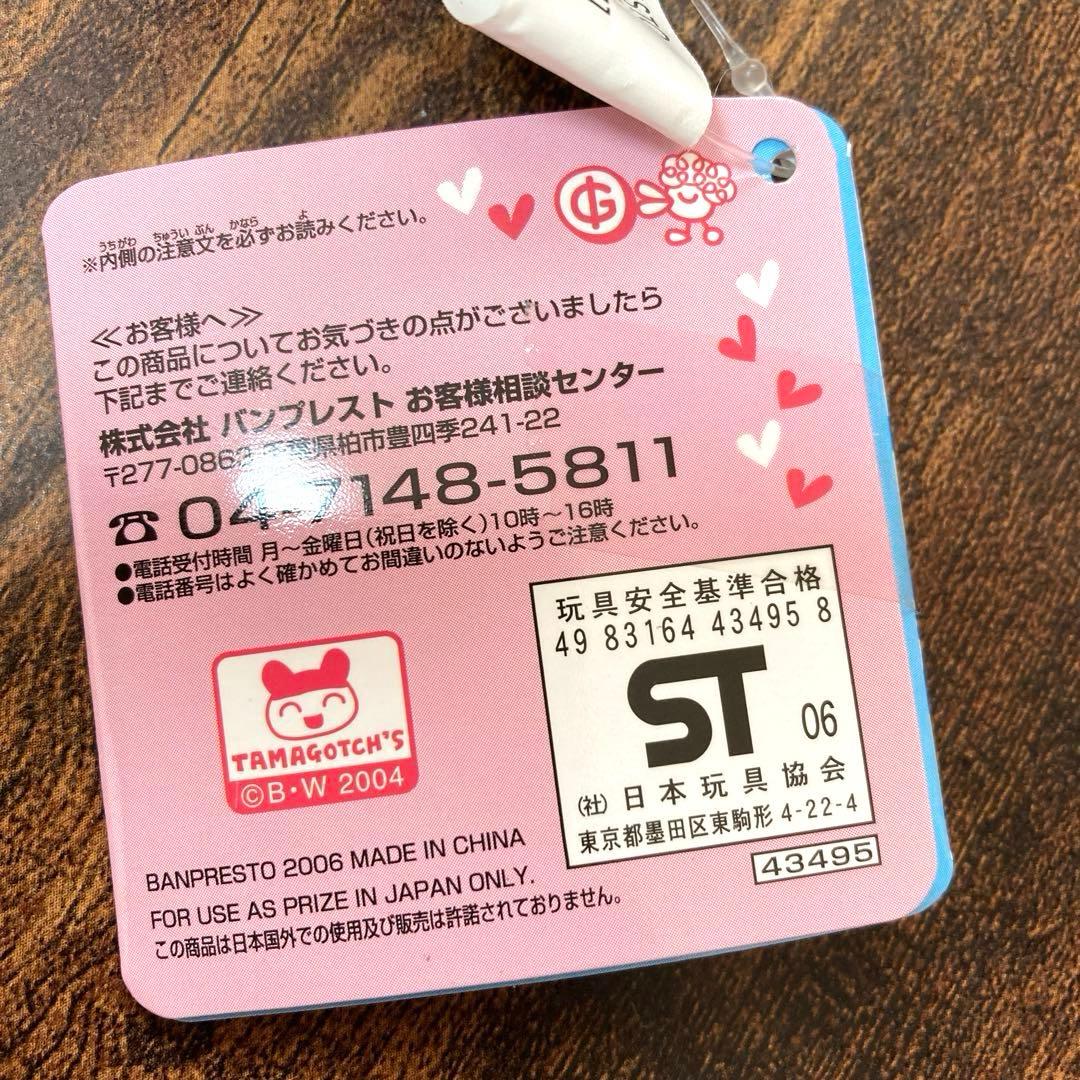 ※内側の注意文を必ずお読みください。
≪お客様へ≫
この商品についてお気づきの点がございましたら
下記までご連絡ください。
株式会社 バンプレスト お客様相談センター
〒277-086 県柏市豊四季241-22
☎ 04-7148-5811
●電話受付時間 月～金曜日(祝日を除く)10時～16時
●電話番号はよく確かめてお間違いのないようご注意ください。
玩具安全基準合格
49 83164 43495 8
ST 06
(社) 日本玩具協会
東京都墨田区東駒形 4-22-4
43495
TAMAGOTCH'S
©B・W 2004
BANPRESTO 2006 MADE IN CHINA
FOR USE AS PRIZE IN JAPAN ONLY.
この商品は日本国外での使用及び販売は許諾されておりません。